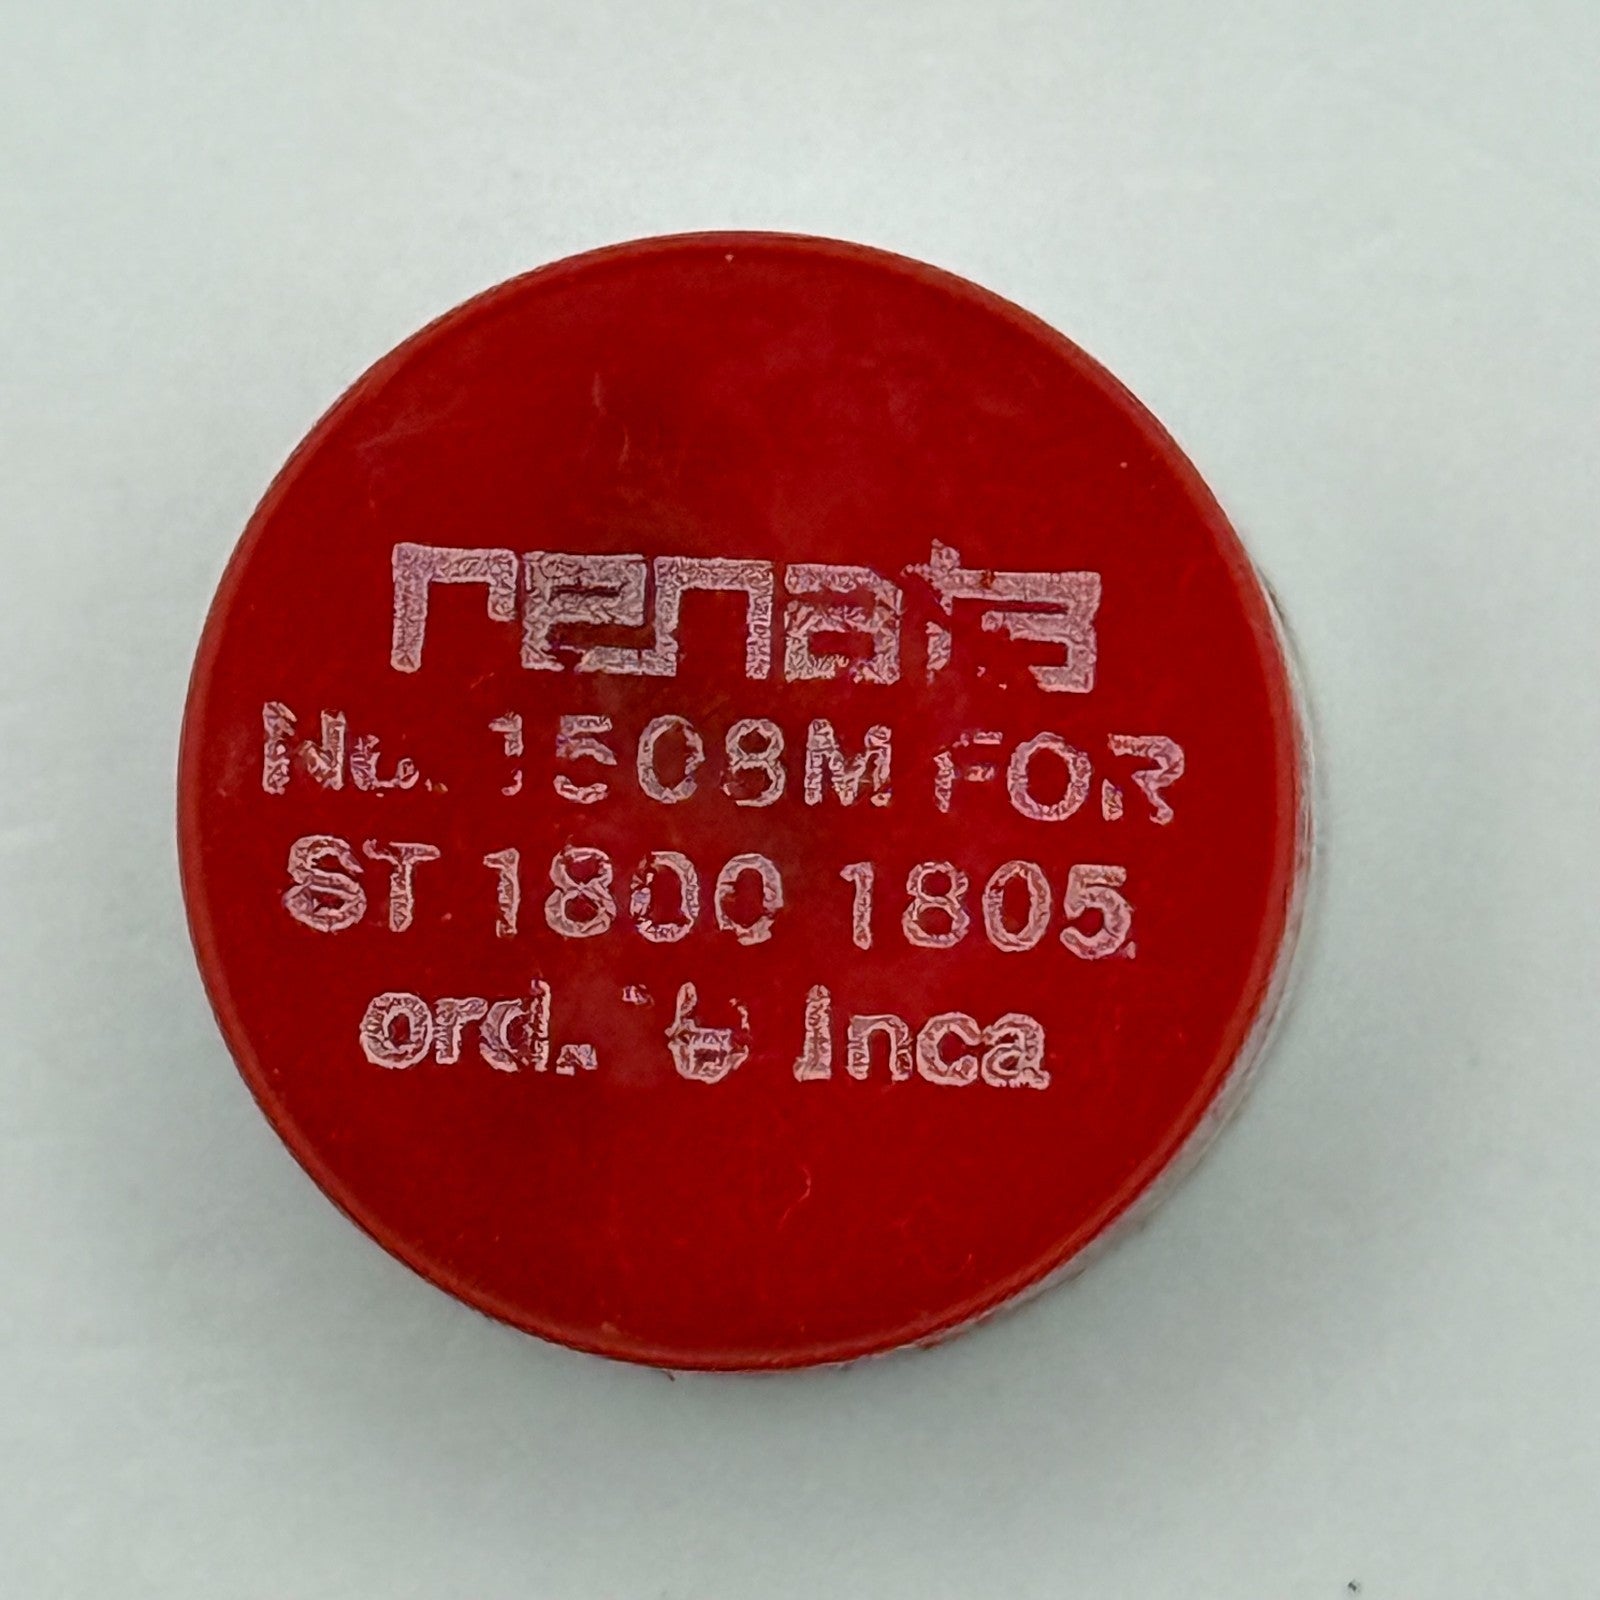 renata
No. 1508M FOR
ST 1800 1805
ord. & Inca